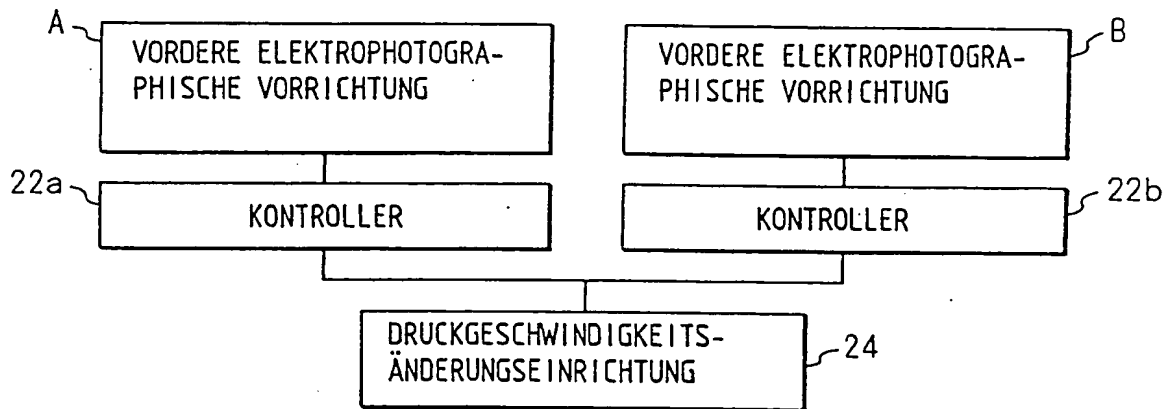 A
VORDERE ELEKTROPHOTOGRA-
PHISCHE VORRICHTUNG
VORDERE ELEKTROPHOTOGRA-
PHISCHE VORRICHTUNG
B
22a
KONTROLLER
KONTROLLER
22b
DRUCKGESCHWINDIGKEITS-
ÄNDERUNGSEINRICHTUNG
24